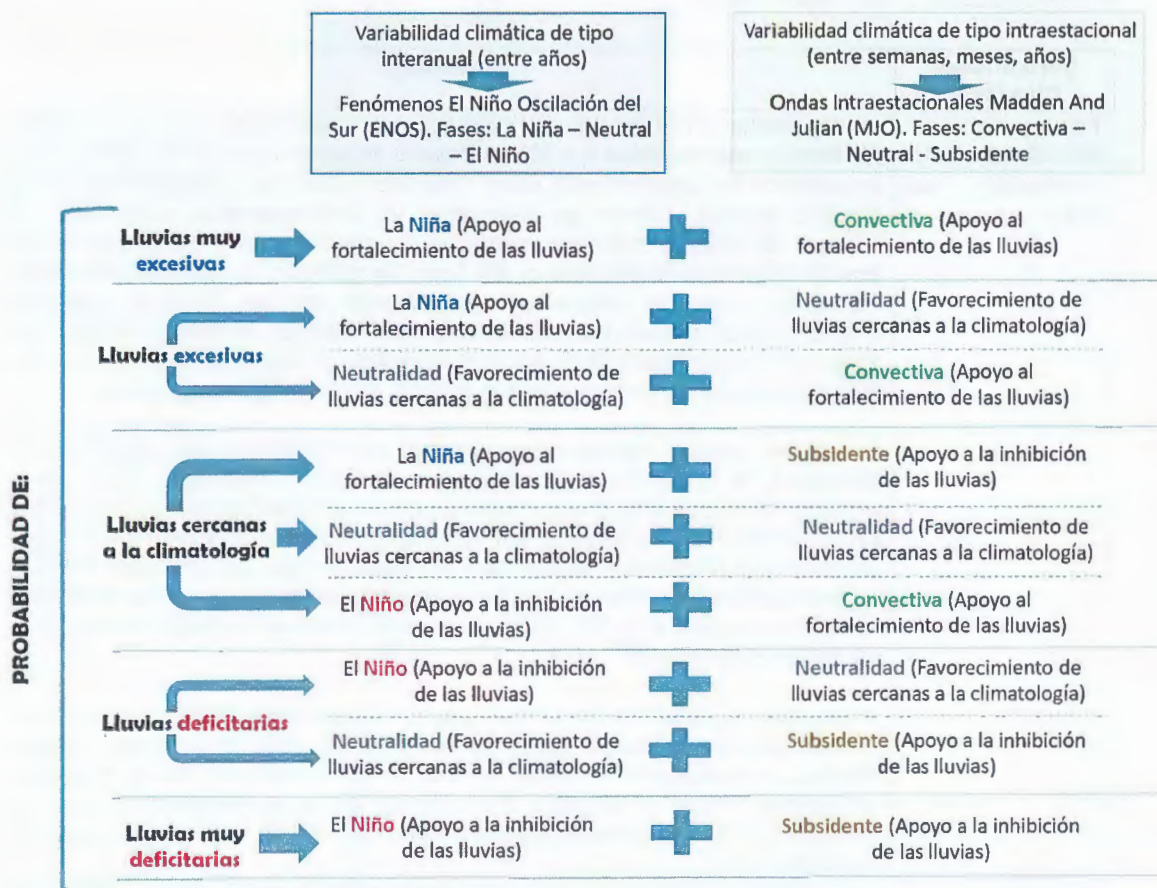 Variabilidad climática de tipo
interanual (entre años)
Fenómenos El Niño Oscilación del
Sur (ENOS). Fases: La Niña – Neutral
– El Niño
Variabilidad climática de tipo intraestacional
(entre semanas, meses, años)
Ondas Intraestacionales Madden And
Julian (MJO). Fases: Convectiva –
Neutral - Subsidente
PROBABILIDAD DE:
Lluvias muy
excesivas
La Niña (Apoyo al
fortalecimiento de las lluvias)
Convectiva (Apoyo al
fortalecimiento de las lluvias)
Lluvias excesivas
La Niña (Apoyo al
fortalecimiento de las lluvias)
Neutralidad (Favorecimiento de
lluvias cercanas a la climatología)
Neutralidad (Favorecimiento de
lluvias cercanas a la climatología)
Convectiva (Apoyo al
fortalecimiento de las lluvias)
Lluvias cercanas
a la climatología
La Niña (Apoyo al
fortalecimiento de las lluvias)
Subsidente (Apoyo a la inhibición
de las lluvias)
Neutralidad (Favorecimiento de
lluvias cercanas a la climatología)
Neutralidad (Favorecimiento de
lluvias cercanas a la climatología)
El Niño (Apoyo a la inhibición
de las lluvias)
Convectiva (Apoyo al
fortalecimiento de las lluvias)
Lluvias deficitarias
El Niño (Apoyo a la inhibición
de las lluvias)
Neutralidad (Favorecimiento de
lluvias cercanas a la climatología)
Neutralidad (Favorecimiento de
lluvias cercanas a la climatología)
Subsidente (Apoyo a la inhibición
de las lluvias)
Lluvias muy
deficitarias
El Niño (Apoyo a la inhibición
de las lluvias)
Subsidente (Apoyo a la inhibición
de las lluvias)